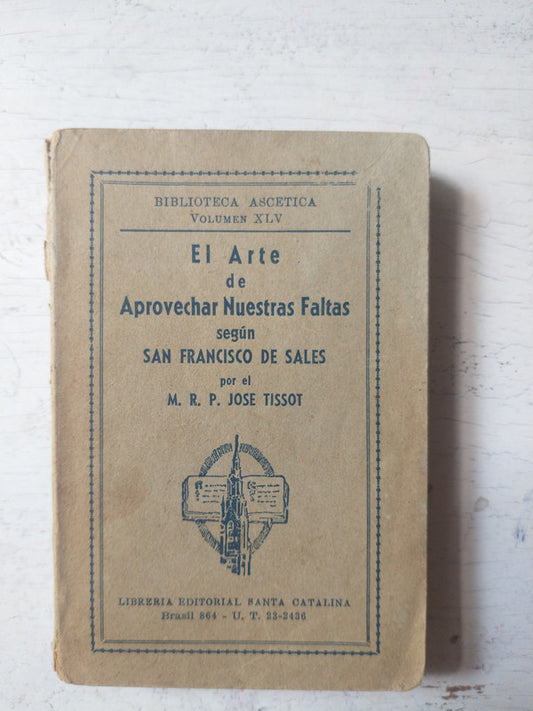 BIBLIOTECA ASCETICA
VOLUMEN XLV
El Arte
de
Aprovechar Nuestras Faltas
según
SAN FRANCISCO DE SALES
por el
M. R. P. JOSE TISSOT
LIBRERIA EDITORIAL SANTA CATALINA
Brasil 864 - U. T. 23-2436